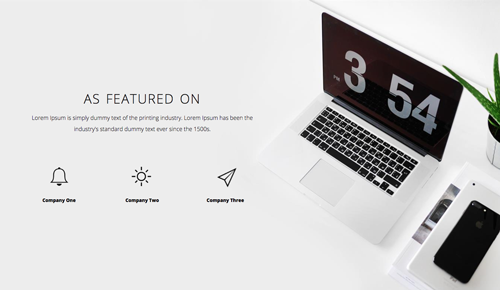 AS FEATURED ON
Lorem Ipsum is simply dummy text of the printing industry. Lorem Ipsum has been the
industry's standard dummy text ever since the 1500s.
Company One
Company Two
Company Three
PM
3 54